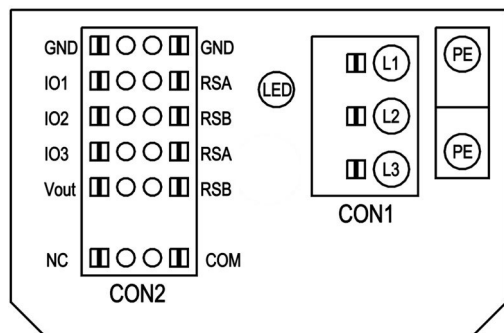 GND GND
IO1 RSA
LED
L1
PE
IO2 RSB
L2
IO3 RSA
PE
L3
Vout RSB
CON1
NC COM
CON2